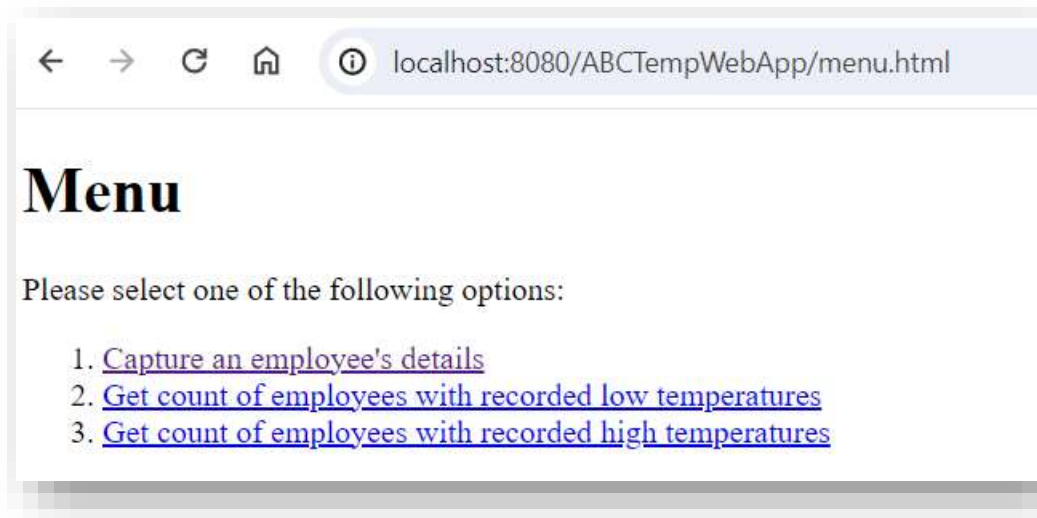 localhost:8080/ABCTempWebApp/menu.html
Menu
Please select one of the following options:
1. Capture an employee's details
2. Get count of employees with recorded low temperatures
3. Get count of employees with recorded high temperatures